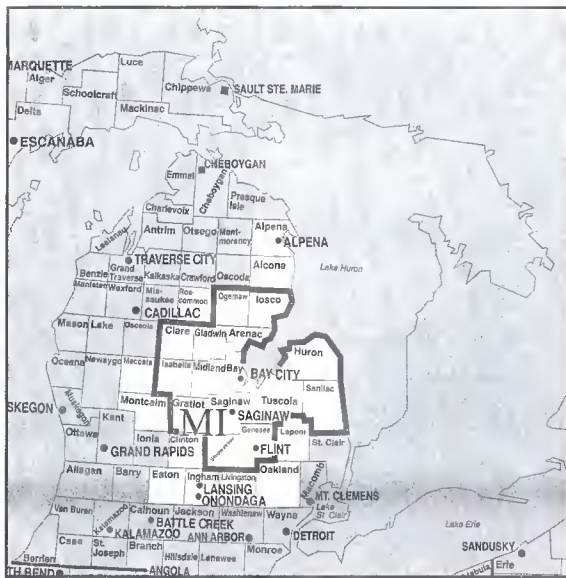 MARQUETTE
Alger
Luce
Schoolcraft
Chippewa
SAULT STE. MARIE
Delta
Mackinac
ESCANABA
CHEBOYGAN
Emmet
Cheboygan
Presque
Isle
Charlevoix
Leelanau
Antrim
Otsego
Mont-
morency
Alpena
ALPENA
TRAVERSE CITY
Benzie
Grand
Traverse
Kalkaska
Crawford
Oscoda
Alcona
Lake Huron
Manistee
Wexford
Mis-
saukee
Ros-
common
Ogemaw
Iosco
CADILLAC
Mason
Lake
Osceola
Clare
Gladwin
Arenac
Huron
Oceana
Newaygo
Mecosta
Isabella
Midland
Bay
BAY CITY
Sanilac
Montcalm
Gratiot
Saginaw
Tuscola
SKEGON
Muskegon
MI
SAGINAW
Kent
Genesee
Lapeer
St. Clair
Ottawa
Ionia
Clinton
Shiawassee
FLINT
GRAND RAPIDS
Oakland
Macomb
Allegan
Barry
Eaton
Ingham
Livingston
LANSING
ONONDAGA
MT. CLEMENS
Lake
St. Clair
Van Buren
Kalamazoo
Calhoun
Jackson
Washtenaw
Wayne
BATTLE CREEK
DETROIT
KALAMAZOO
ANN ARBOR
Lake Erie
Cass
St.
Joseph
Branch
Hillsdale
Lenawee
Monroe
SANDUSKY
Berrien
TH BEND
ANGOLA
Erie